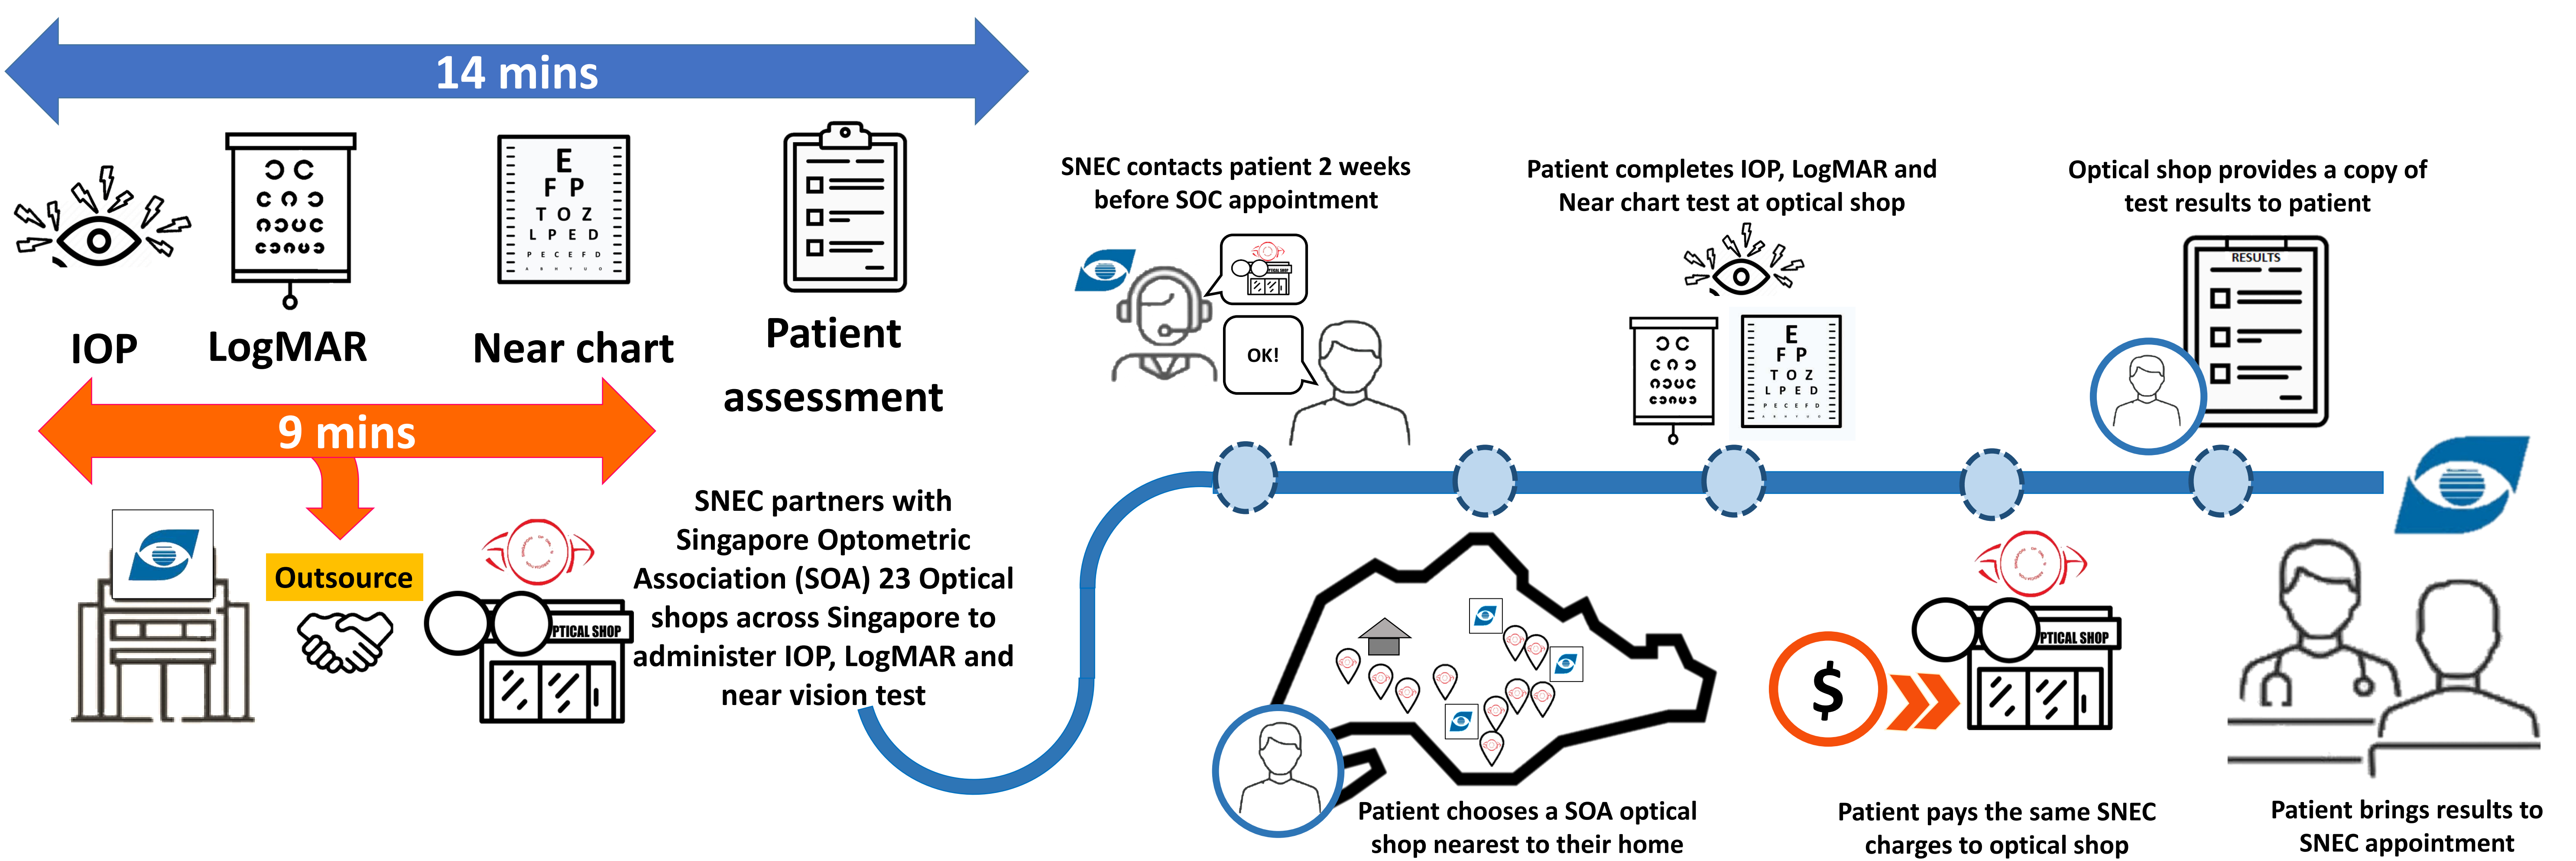 14 mins
E
F P
T O Z
L P E D
P E C F D
IOP
LogMAR
Near chart
Patient
assessment
9 mins
Outsource
PTICAL SHOP
SNEC partners with
Singapore Optometric
Association (SOA) 23 Optical
shops across Singapore to
administer IOP, LogMAR and
near vision test
SNEC contacts patient 2 weeks
before SOC appointment
OK!
Patient chooses a SOA optical
shop nearest to their home
Patient completes IOP, LogMAR and
Near chart test at optical shop
E
F P
T O Z
L P E D
P E C F D
$
PTICAL SHOP
Patient pays the same SNEC
charges to optical shop
Optical shop provides a copy of
test results to patient
RESULTS
Patient brings results to
SNEC appointment